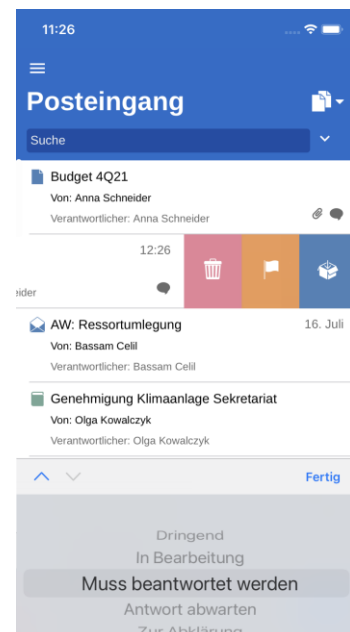 11:26
Posteingang
Suche
Budget 4Q21
Von: Anna Schneider
Verantwortlicher: Anna Schneider
12:26
eider
AW: Ressortumlegung
16. Juli
Von: Bassam Celil
Verantwortlicher: Bassam Celil
Genehmigung Klimaanlage Sekretariat
Von: Olga Kowalczyk
Verantwortlicher: Olga Kowalczyk
Fertig
Dringend
In Bearbeitung
Muss beantwortet werden
Antwort abwarten
Zur Abklärung